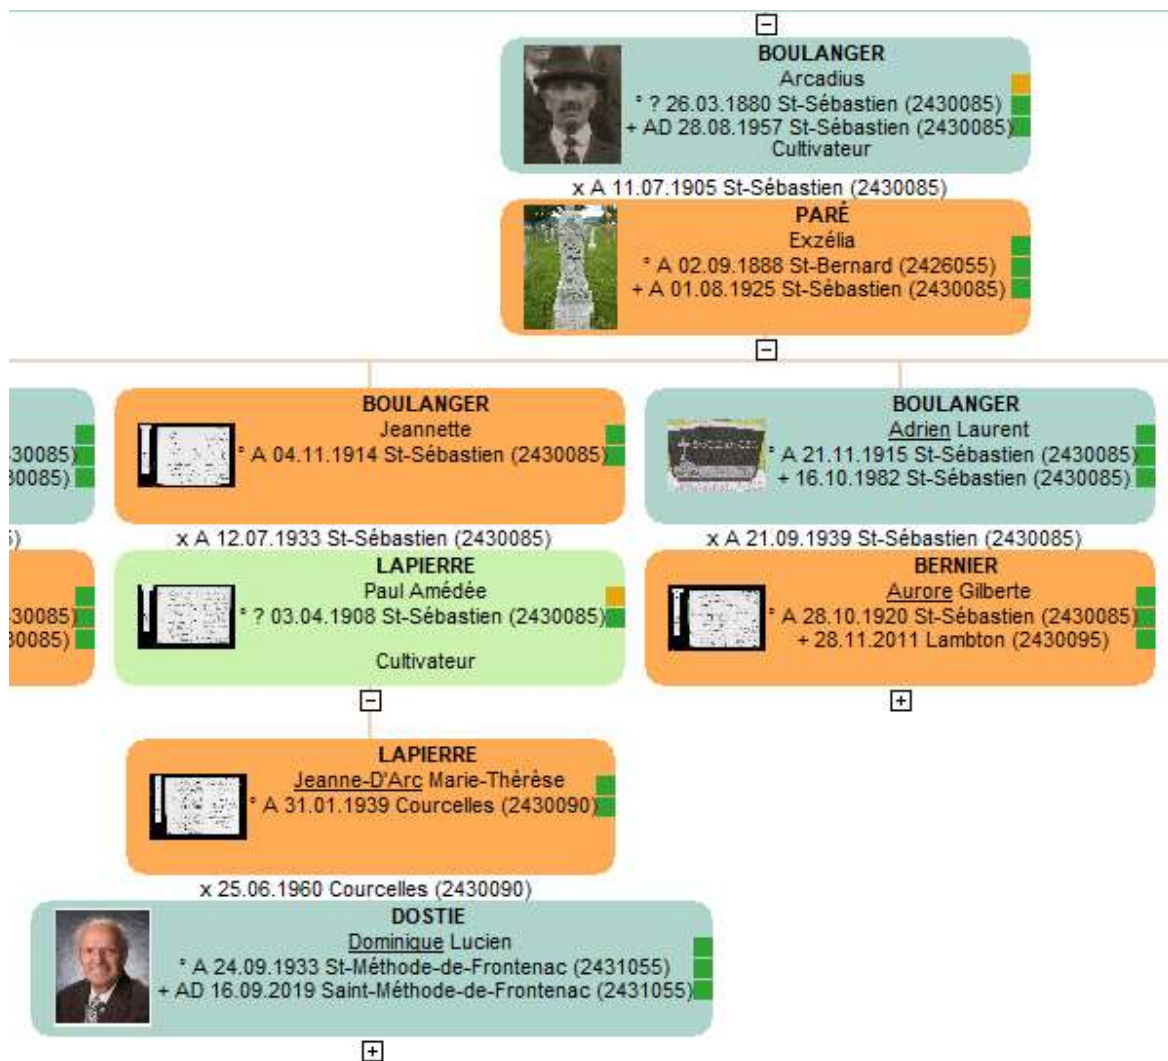 BOULANGER
Arcadius
° ? 26.03.1880 St-Sébastien (2430085)
+ AD 28.08.1957 St-Sébastien (2430085)
Cultivateur
x A 11.07.1905 St-Sébastien (2430085)
PARÉ
Exzélia
° A 02.09.1888 St-Bernard (2426055)
+ A 01.08.1925 St-Sébastien (2430085)
BOULANGER
Jeannette
° A 04.11.1914 St-Sébastien (2430085)
x A 12.07.1933 St-Sébastien (2430085)
LAPIERRE
Paul Amédée
° ? 03.04.1908 St-Sébastien (2430085)
Cultivateur
BOULANGER
Adrien Laurent
° A 21.11.1915 St-Sébastien (2430085)
+ 16.10.1982 St-Sébastien (2430085)
x A 21.09.1939 St-Sébastien (2430085)
BERNIER
Aurore Gilberte
° A 28.10.1920 St-Sébastien (2430085)
+ 28.11.2011 Lambton (2430095)
LAPIERRE
Jeanne-D'Arc Marie-Thérèse
° A 31.01.1939 Courcelles (2430090)
x 25.06.1960 Courcelles (2430090)
DOSTIE
Dominique Lucien
° A 24.09.1933 St-Méthode-de-Frontenac (2431055)
+ AD 16.09.2019 Saint-Méthode-de-Frontenac (2431055)